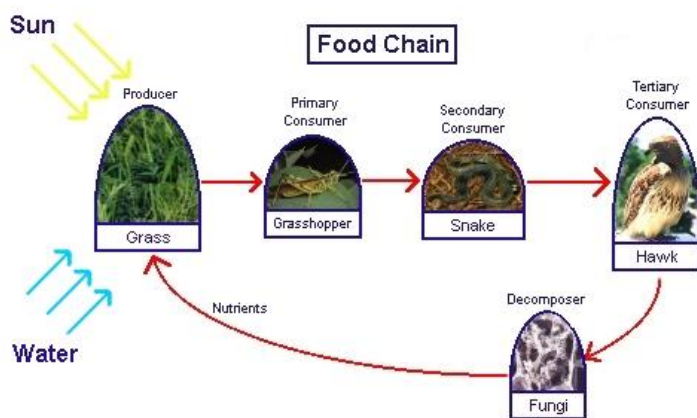 Sun
Food Chain
Producer
Primary
Consumer
Secondary
Consumer
Tertiary
Consumer
Grass
Grasshopper
Snake
Hawk
Nutrients
Decomposer
Water
Fungi